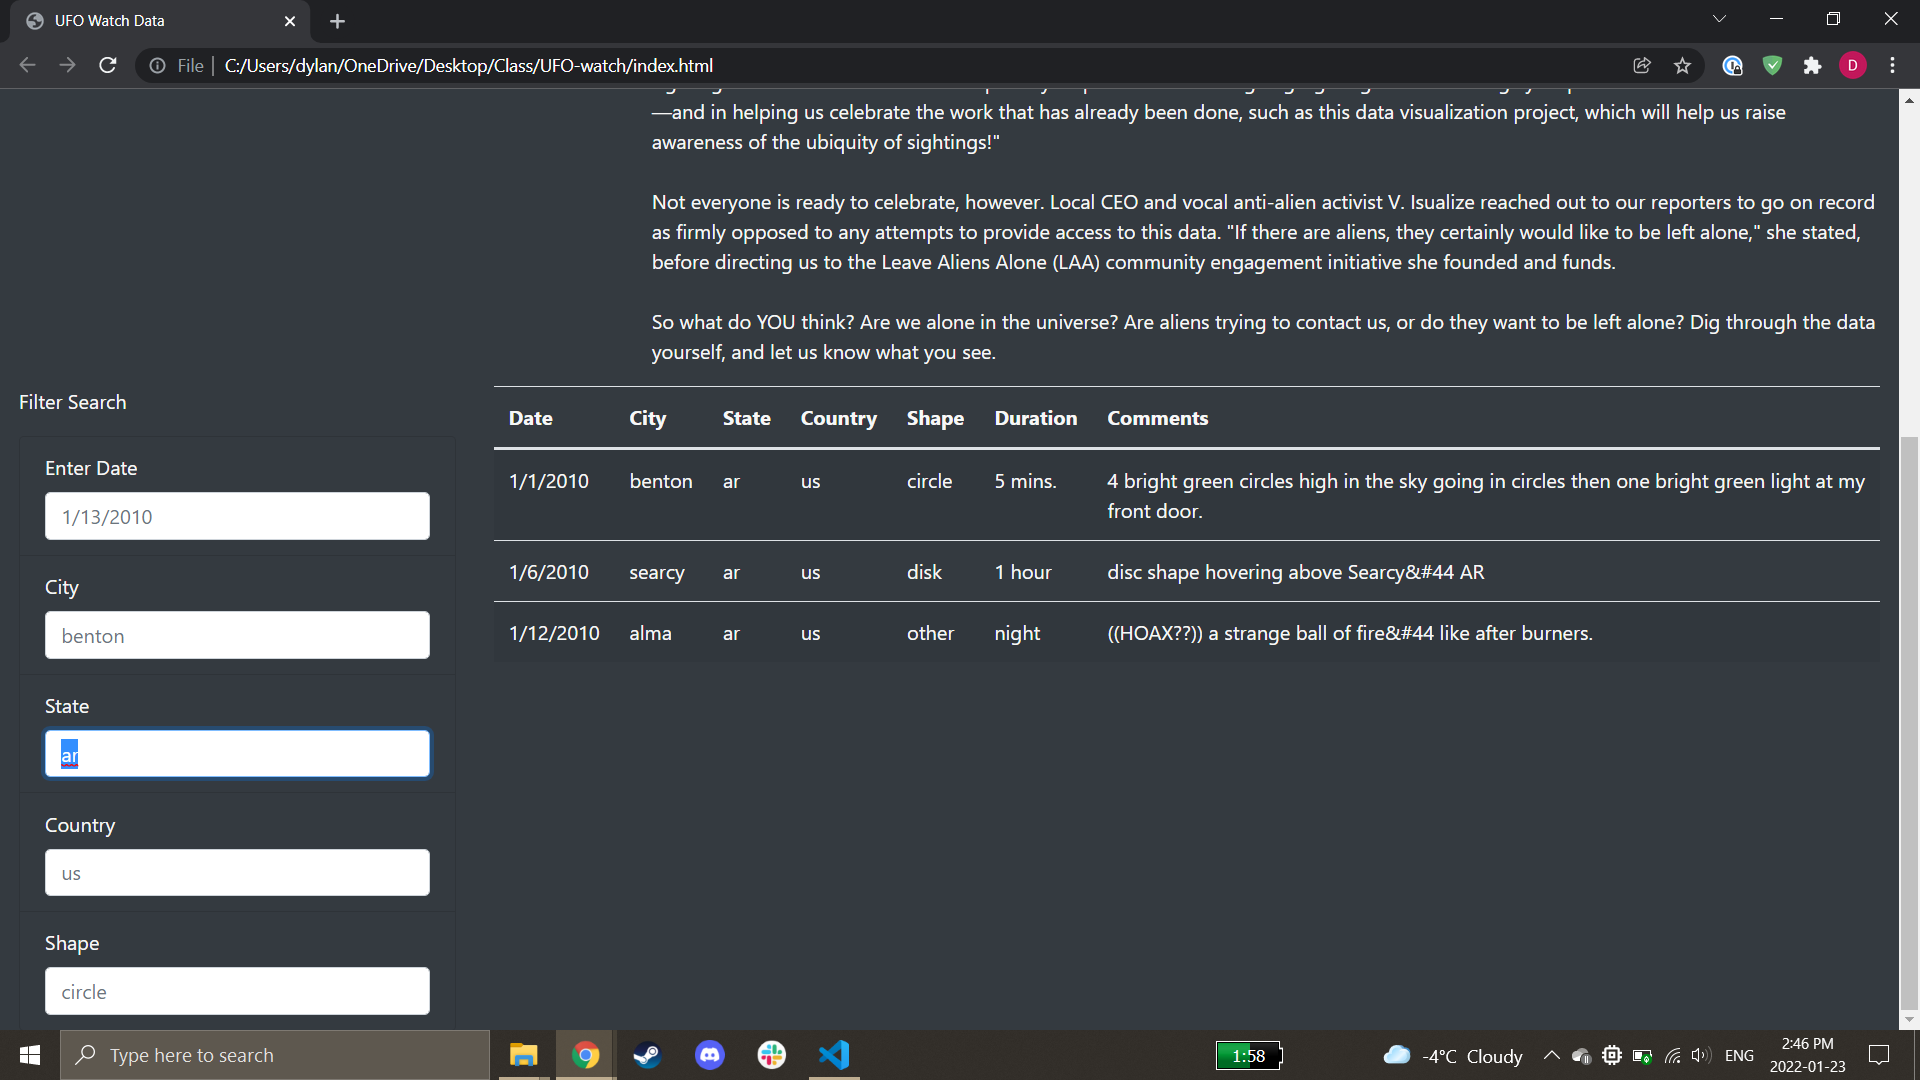 UFO Watch Data
File
C:/Users/dylan/OneDrive/Desktop/Class/UFO-watch/index.html
D
—and in helping us celebrate the work that has already been done, such as this data visualization project, which will help us raise
awareness of the ubiquity of sightings!"
Not everyone is ready to celebrate, however. Local CEO and vocal anti-alien activist V. Isualize reached out to our reporters to go on record
as firmly opposed to any attempts to provide access to this data. "If there are aliens, they certainly would like to be left alone," she stated,
before directing us to the Leave Aliens Alone (LAA) community engagement initiative she founded and funds.
So what do YOU think? Are we alone in the universe? Are aliens trying to contact us, or do they want to be left alone? Dig through the data
yourself, and let us know what you see.
Filter Search
Enter Date
1/13/2010
City
benton
State
ar
Country
us
Shape
circle
Date City State Country Shape Duration Comments
1/1/2010 benton ar us circle 5 mins. 4 bright green circles high in the sky going in circles then one bright green light at my
front door.
1/6/2010 searcy ar us disk 1 hour disc shape hovering above Searcy&#44 AR
1/12/2010 alma ar us other night ((HOAX??)) a strange ball of fire&#44 like after burners.
Type here to search
1:58
-4°C Cloudy
ENG
2:46 PM
2022-01-23